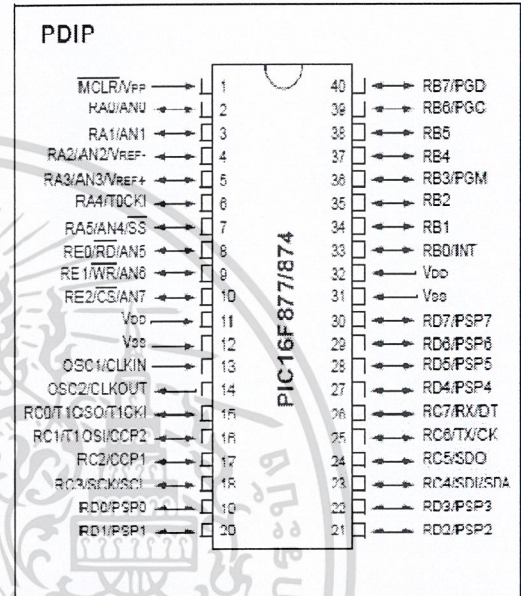 PDIP
MCLR/VPP 1 40 RB7/PGD
RA0/AN0 2 39 RB6/PGC
RA1/AN1 3 38 RB5
RA2/AN2/VREF- 4 37 RB4
RA3/AN3/VREF+ 5 36 RB3/PGM
RA4/T0CKI 6 35 RB2
RA5/AN4/SS 7 34 RB1
RE0/RD/AN5 8 33 RB0/INT
RE1/WR/AN6 9 32 VDD
RE2/CS/AN7 10 31 VSS
VDD 11 30 RD7/PSP7
VSS 12 29 RD6/PSP6
OSC1/CLKIN 13 28 RD5/PSP5
OSC2/CLKOUT 14 27 RD4/PSP4
RC0/T1OSO/T1CKI 15 26 RC7/RX/DT
RC1/T1OSI/CCP2 16 25 RC6/TX/CK
RC2/CCP1 17 24 RC5/SDO
RC3/SCK/SCL 18 23 RC4/SDI/SDA
RD0/PSP0 19 22 RD3/PSP3
RD1/PSP1 20 21 RD2/PSP2
PIC16F877/874